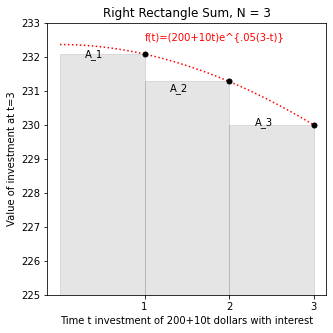 Right Rectangle Sum, N = 3
f(t)=(200+10t)e^{.05(3-t)}
233
232
231
230
229
228
227
226
225
Value of investment at t=3
A_1
A_2
A_3
1 2 3
Time t investment of 200+10t dollars with interest